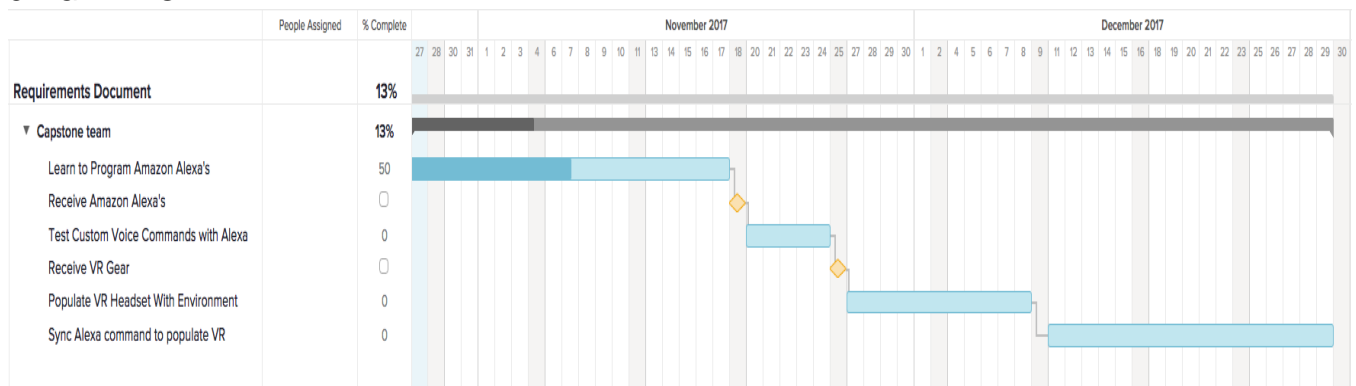 People Assigned % Complete November 2017 December 2017
27 28 30 31 1 2 3 4 6 7 8 9 10 11 13 14 15 16 17 18 20 21 22 23 24 25 27 28 29 30 1 2 4 5 6 7 8 9 11 12 13 14 15 16 18 19 20 21 22 23 25 26 27 28 29 30
Requirements Document 13%
Capstone team 13%
Learn to Program Amazon Alexa's 50
Receive Amazon Alexa's
Test Custom Voice Commands with Alexa 0
Receive VR Gear
Populate VR Headset With Environment 0
Sync Alexa command to populate VR 0